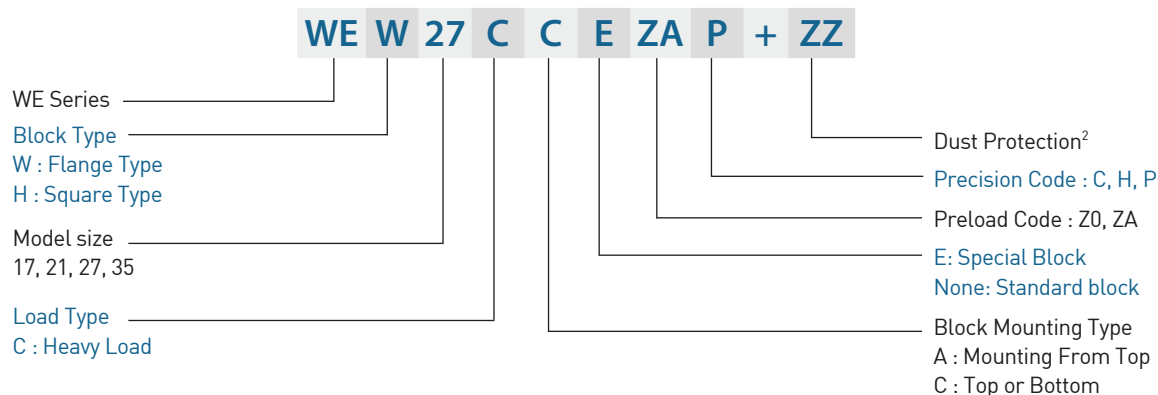 WE W 27 C C E ZA P + ZZ
WE Series
Block Type
W : Flange Type
H : Square Type
Model size
17, 21, 27, 35
Load Type
C : Heavy Load
Dust Protection²
Precision Code : C, H, P
Preload Code : Z0, ZA
E: Special Block
None: Standard block
Block Mounting Type
A : Mounting From Top
C : Top or Bottom